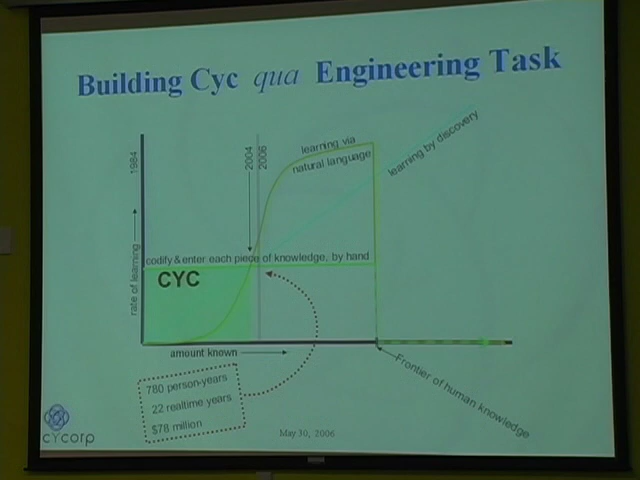 Building Cyc qua Engineering Task
1984
2004
2006
learning via
natural language
learning by discovery
rate of learning
codify & enter each piece of knowledge, by hand
CYC
amount known
Frontier of human knowledge
780 person-years
22 realtime years
$78 million
cycorp
May 30, 2006